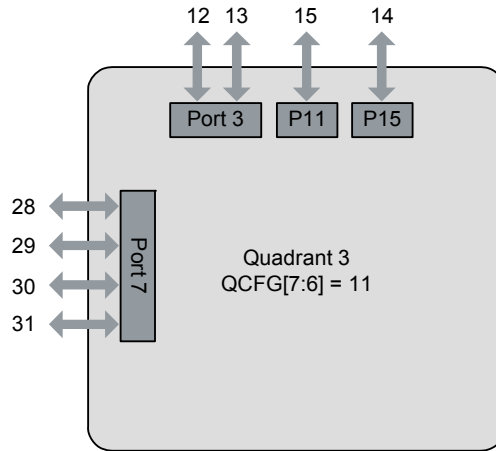 12 13 15 14
Port 3 P11 P15
28
29
30
31
Port 7
Quadrant 3
QCFG[7:6] = 11